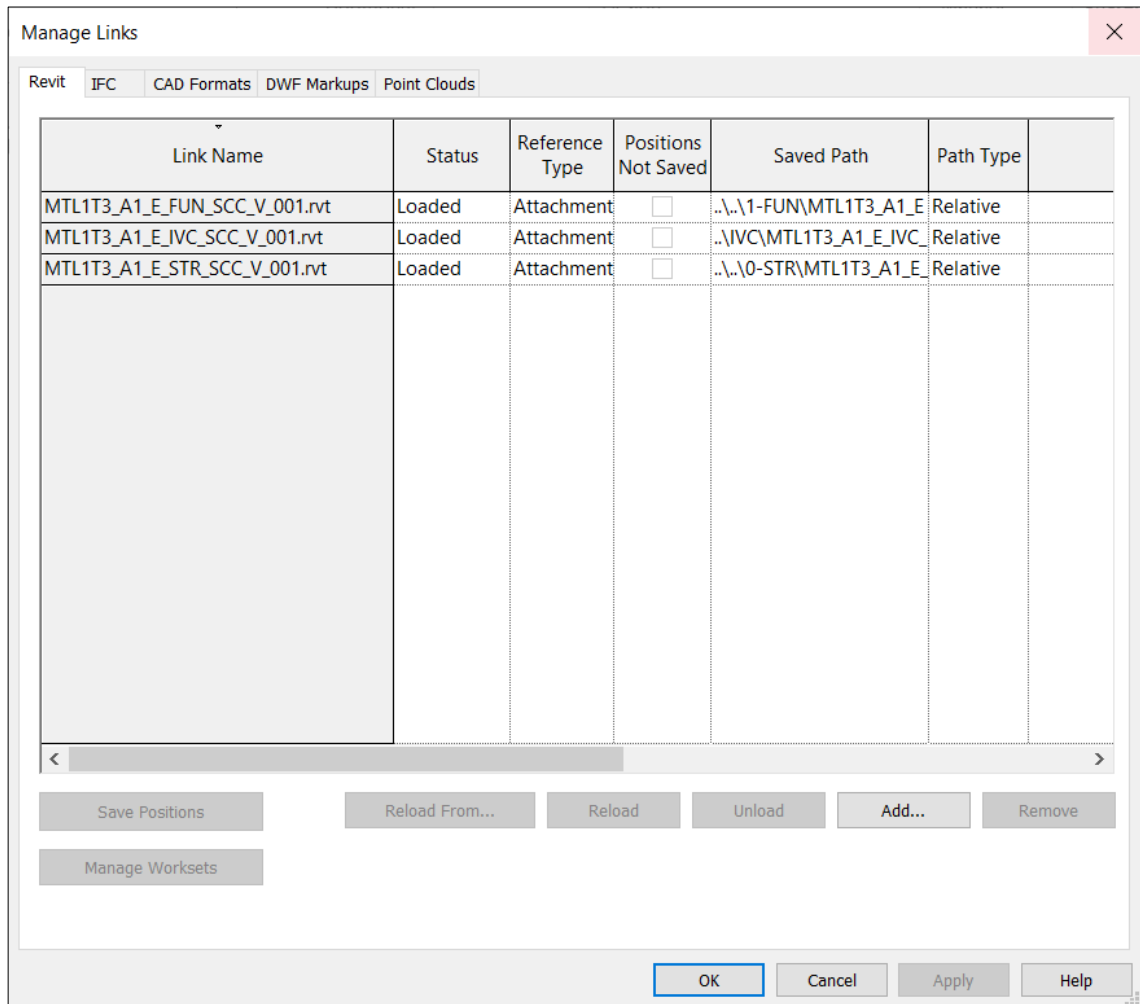 Manage Links
Revit IFC CAD Formats DWF Markups Point Clouds
Link Name Status Reference Type Positions Not Saved Saved Path Path Type
MTL1T3_A1_E_FUN_SCC_V_001.rvt Loaded Attachment ..\..\1-FUN\MTL1T3_A1_E Relative
MTL1T3_A1_E_IVC_SCC_V_001.rvt Loaded Attachment ..\IVC\MTL1T3_A1_E_IVC_ Relative
MTL1T3_A1_E_STR_SCC_V_001.rvt Loaded Attachment ..\..\0-STR\MTL1T3_A1_E_ Relative
Save Positions Reload From... Reload Unload Add... Remove
Manage Worksets
OK Cancel Apply Help